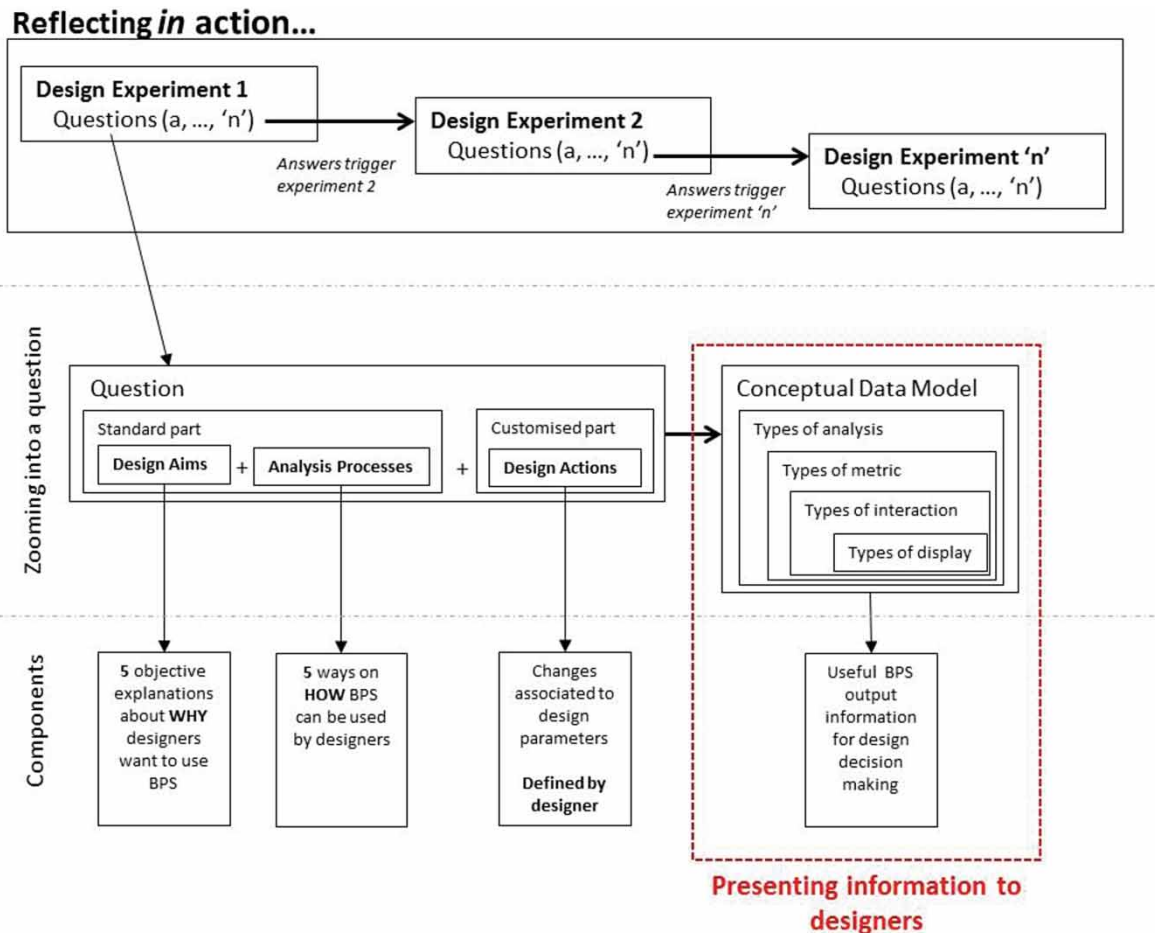 Reflecting in action...
Design Experiment 1
Questions (a, ..., ‘n’)
Answers trigger
experiment 2
Design Experiment 2
Questions (a, ..., ‘n’)
Answers trigger
experiment ‘n’
Design Experiment ‘n’
Questions (a, ..., ‘n’)
Zooming into a question
Question
Standard part
Design Aims
+
Analysis Processes
+
Customised part
Design Actions
Conceptual Data Model
Types of analysis
Types of metric
Types of interaction
Types of display
Components
5 objective
explanations
about WHY
designers
want to use
BPS
5 ways on
HOW BPS
can be used
by designers
Changes
associated to
design
parameters
Defined by
designer
Useful BPS
output
information
for design
decision
making
Presenting information to
designers